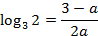 log₃ 2 = (3 − a) / 2a